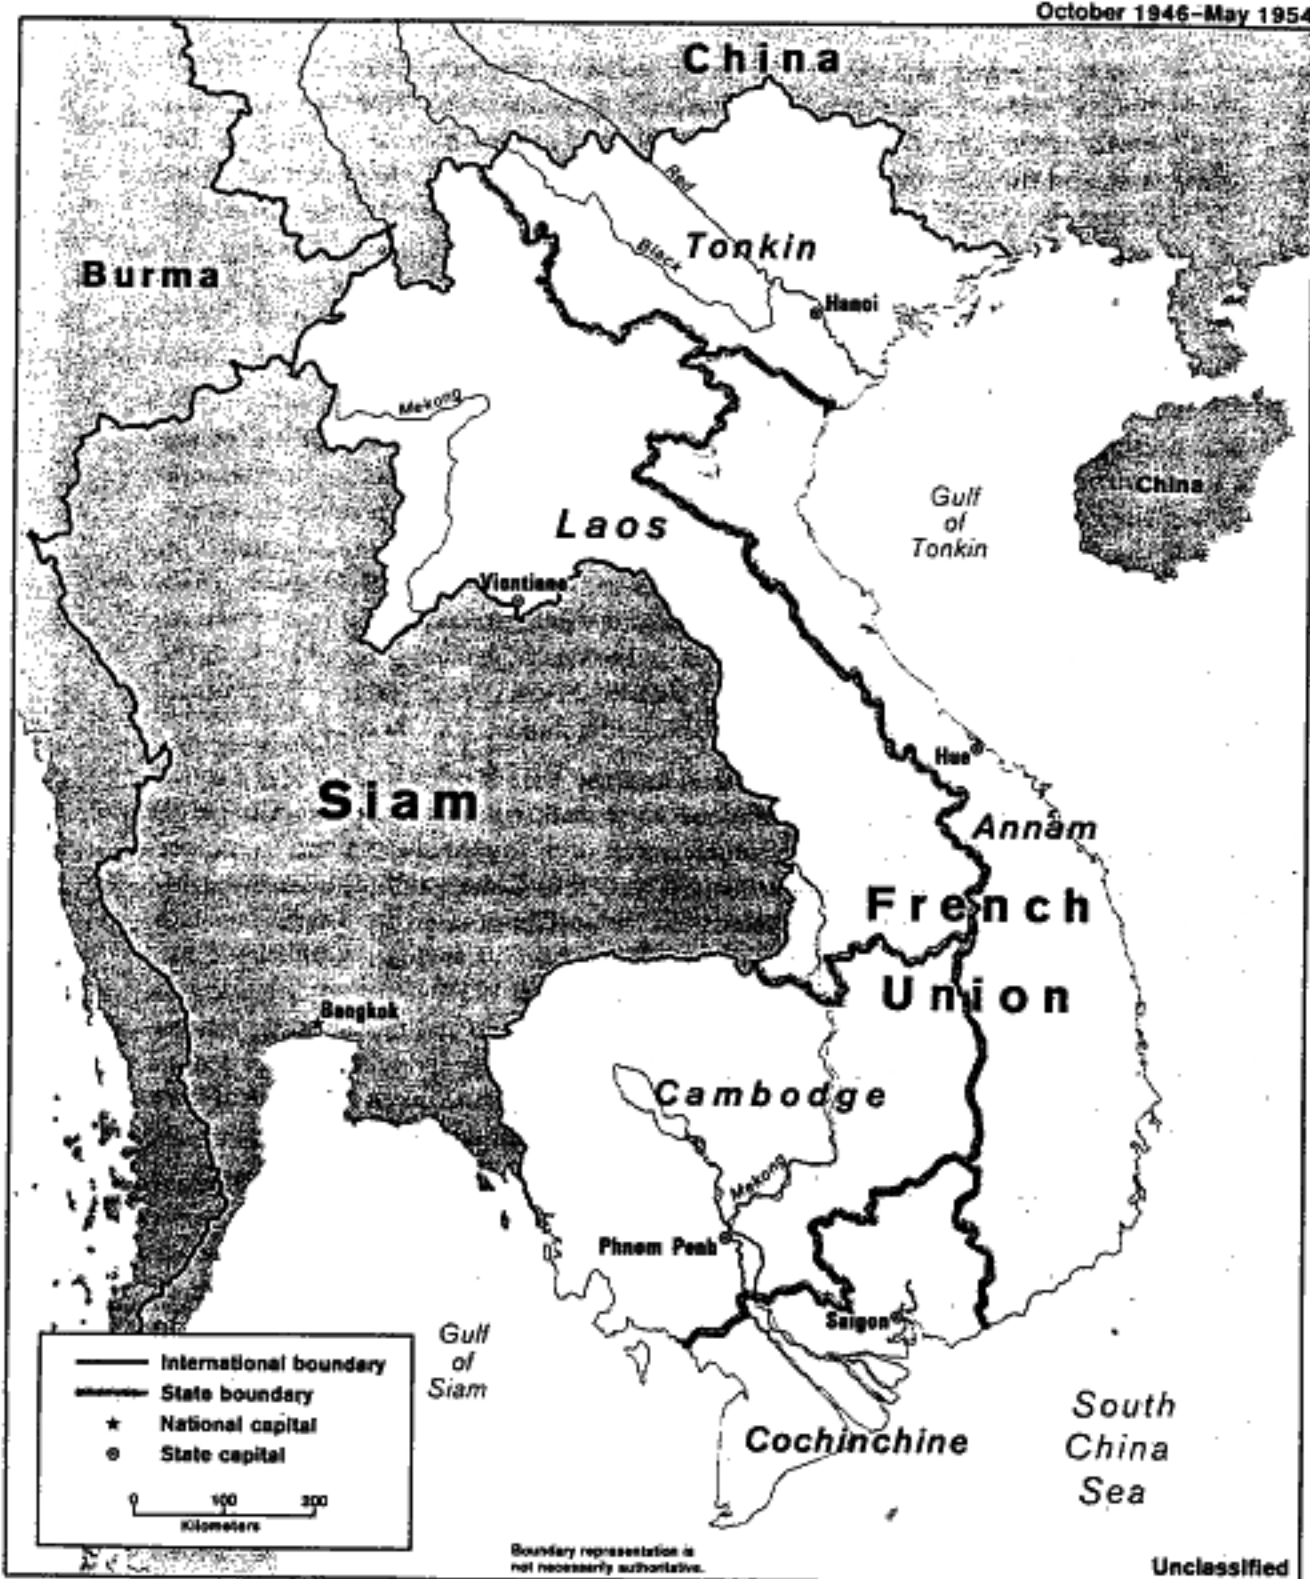 October 1946–May 1954
China
Red
Black
Tonkin
Hanoi
Burma
Mekong
China
Gulf
of
Tonkin
Laos
Vientiane
Hue
Siam
Annam
French
Union
Bangkok
Cambodge
Mekong
Phnom Penh
Saigon
International boundary
State boundary
National capital
State capital
0 100 200
Kilometers
Gulf
of
Siam
Cochinchine
South
China
Sea
Boundary representation is
not necessarily authoritative.
Unclassified